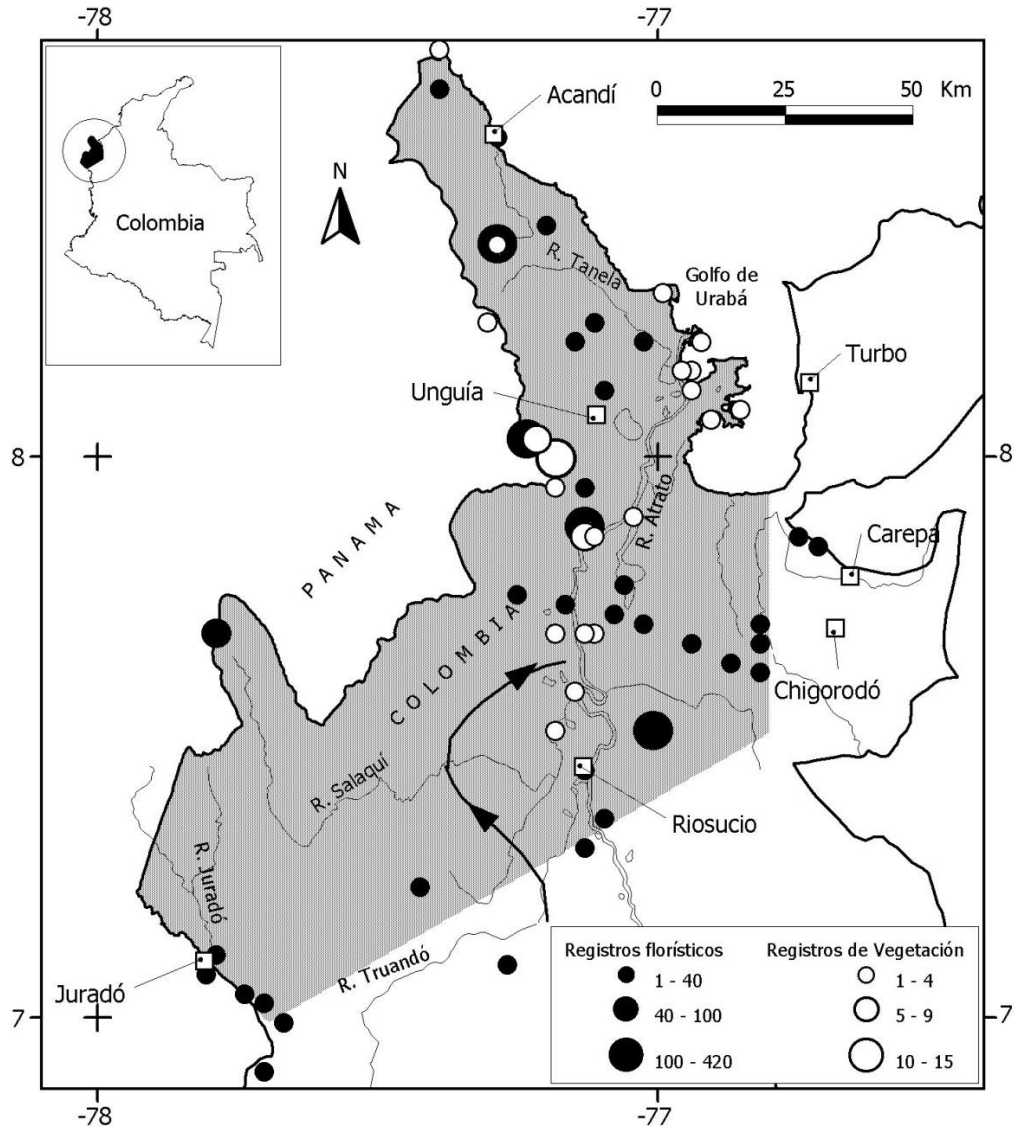 -78
-77
Colombia
N
Acandí
0
25
50
Km
R. Tanela
Golfo de
Urabá
Turbo
Unguía
8
8
R. Atrato
Carepa
PANAMA
COLOMBIA
Chigorodó
R. Salaquí
Riosucio
R. Juradó
R. Truandó
Juradó
7
7
Registros florísticos
1 - 40
40 - 100
100 - 420
Registros de Vegetación
1 - 4
5 - 9
10 - 15
-78
-77